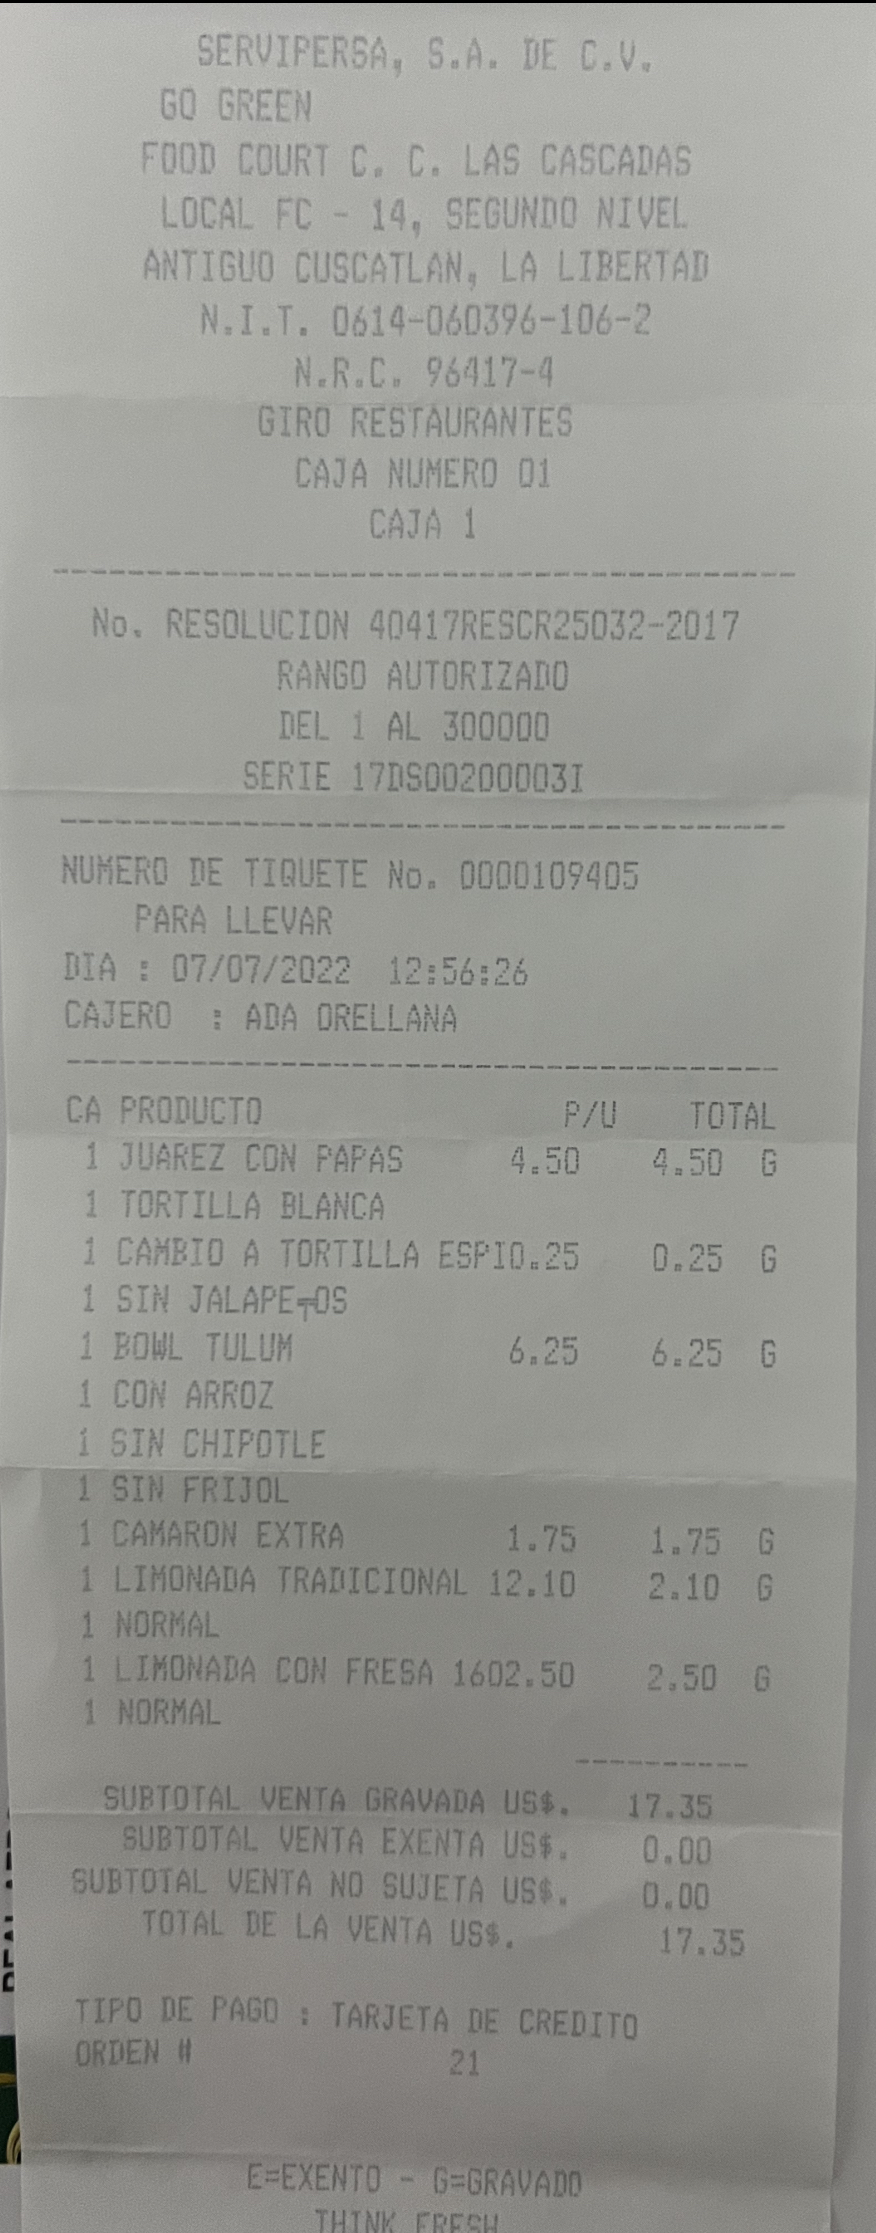 SERVIPERSA, S.A. DE C.V.
GO GREEN
FOOD COURT C. C. LAS CASCADAS
LOCAL FC - 14, SEGUNDO NIVEL
ANTIGUO CUSCATLAN, LA LIBERTAD
N.I.T. 0614-060396-106-2
N.R.C. 96417-4
GIRO RESTAURANTES
CAJA NUMERO 01
CAJA 1
No. RESOLUCION 40417RESCR25032-2017
RANGO AUTORIZADO
DEL 1 AL 300000
SERIE 17DS00200003I
NUMERO DE TIQUETE No. 0000109405
PARA LLEVAR
DIA : 07/07/2022 12:56:26
CAJERO : ADA ORELLANA
CA PRODUCTO P/U TOTAL
1 JUAREZ CON PAPAS 4.50 4.50 G
1 TORTILLA BLANCA
1 CAMBIO A TORTILLA ESPI0.25 0.25 G
1 SIN JALAPE╤OS
1 BOWL TULUM 6.25 6.25 G
1 CON ARROZ
1 SIN CHIPOTLE
1 SIN FRIJOL
1 CAMARON EXTRA 1.75 1.75 G
1 LIMONADA TRADICIONAL 12.10 2.10 G
1 NORMAL
1 LIMONADA CON FRESA 1602.50 2.50 G
1 NORMAL
SUBTOTAL VENTA GRAVADA US$. 17.35
SUBTOTAL VENTA EXENTA US$. 0.00
SUBTOTAL VENTA NO SUJETA US$. 0.00
TOTAL DE LA VENTA US$. 17.35
TIPO DE PAGO : TARJETA DE CREDITO
ORDEN # 21
E=EXENTO - G=GRAVADO
THINK FRESH